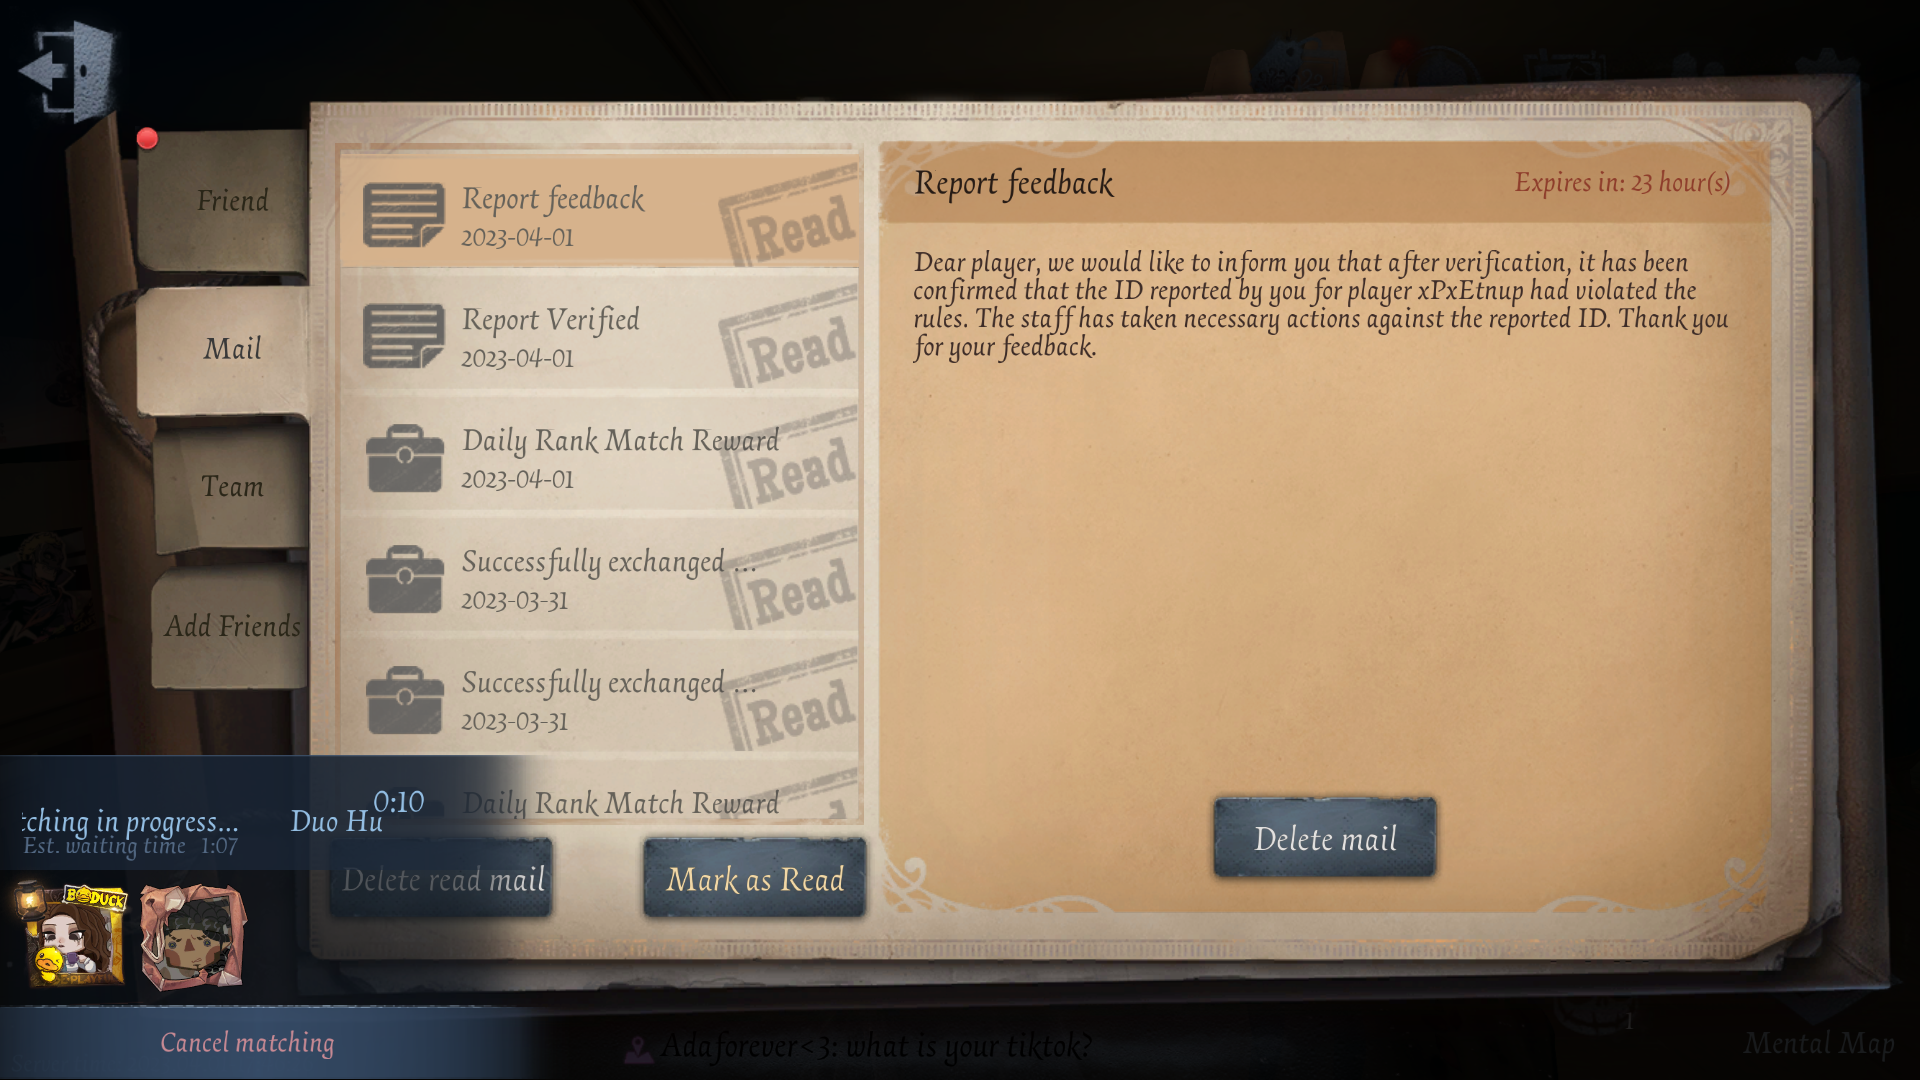 Friend
Mail
Team
Add Friends
Report feedback
2023-04-01
Read
Report Verified
2023-04-01
Read
Daily Rank Match Reward
2023-04-01
Read
Successfully exchanged ...
2023-03-31
Read
Successfully exchanged ...
2023-03-31
Read
Daily Rank Match Reward
Delete read mail
Mark as Read
Report feedback
Expires in: 23 hour(s)
Dear player, we would like to inform you that after verification, it has been
confirmed that the ID reported by you for player xPxEtnup had violated the
rules. The staff has taken necessary actions against the reported ID. Thank you
for your feedback.
Delete mail
tching in progress... Duo Hu
0:10
Est. waiting time 1:07
B.DUCK
Cancel matching
Adaforever<3: what is your tiktok?
1
Mental Map